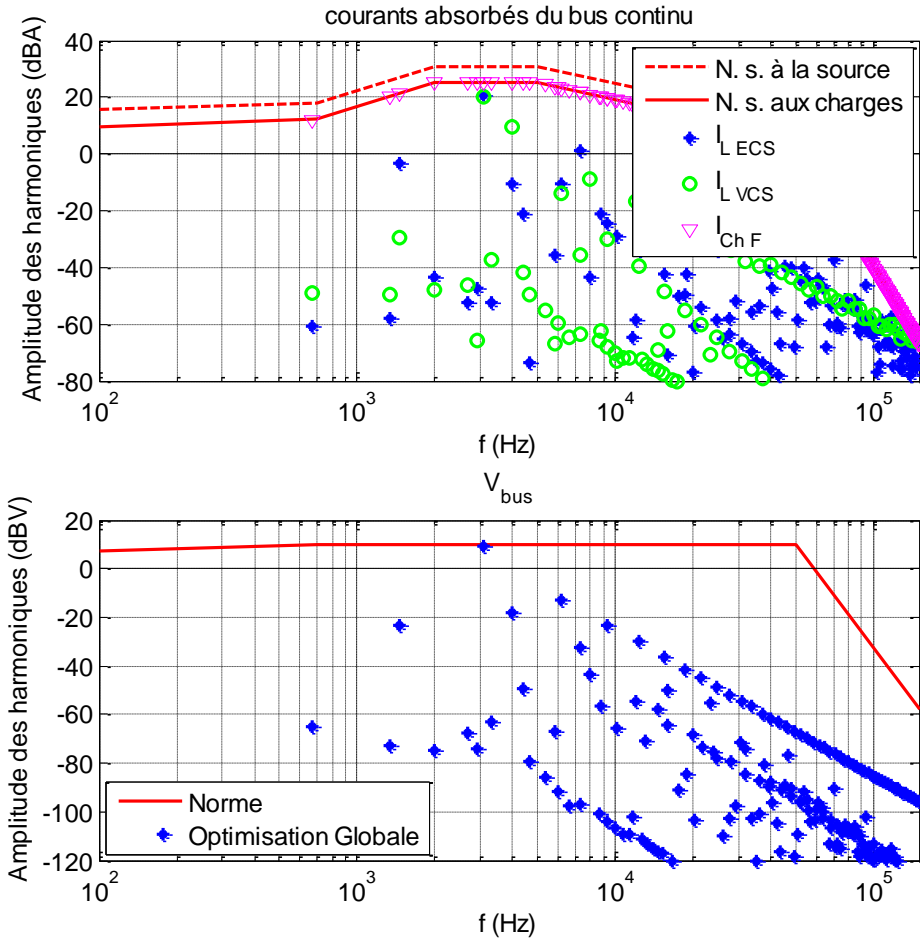 courants absorbés du bus continu
Amplitude des harmoniques (dBA)
40
20
0
-20
-40
-60
-80
10^2
10^3
10^4
10^5
f (Hz)
N. s. à la source
N. s. aux charges
I_L ECS
I_L VCS
I_Ch F
V_bus
Amplitude des harmoniques (dBV)
20
0
-20
-40
-60
-80
-100
-120
10^2
10^3
10^4
10^5
f (Hz)
Norme
Optimisation Globale